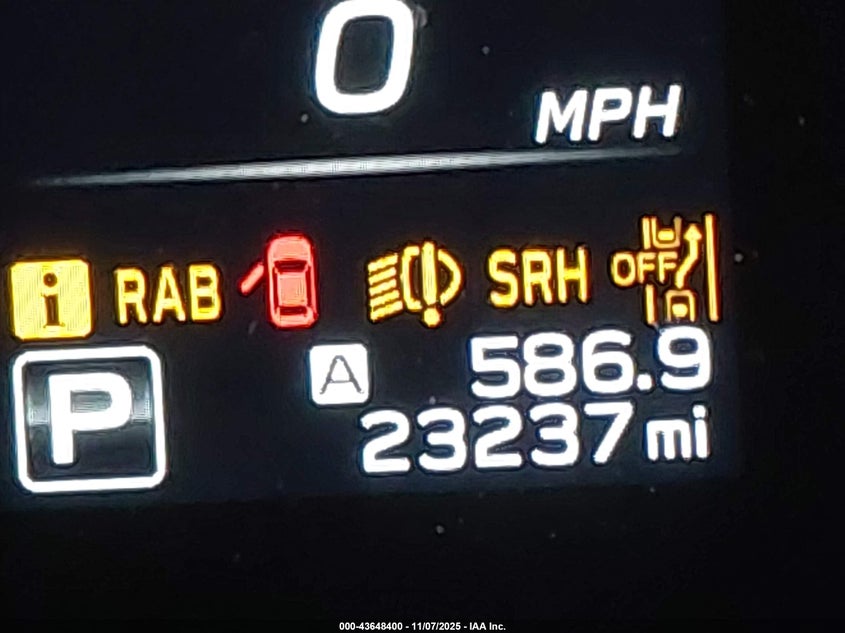 0
MPH
i RAB SRH OFF
P A 586.9
23237 mi
000-43648400 - 11/07/2025 - IAA Inc.